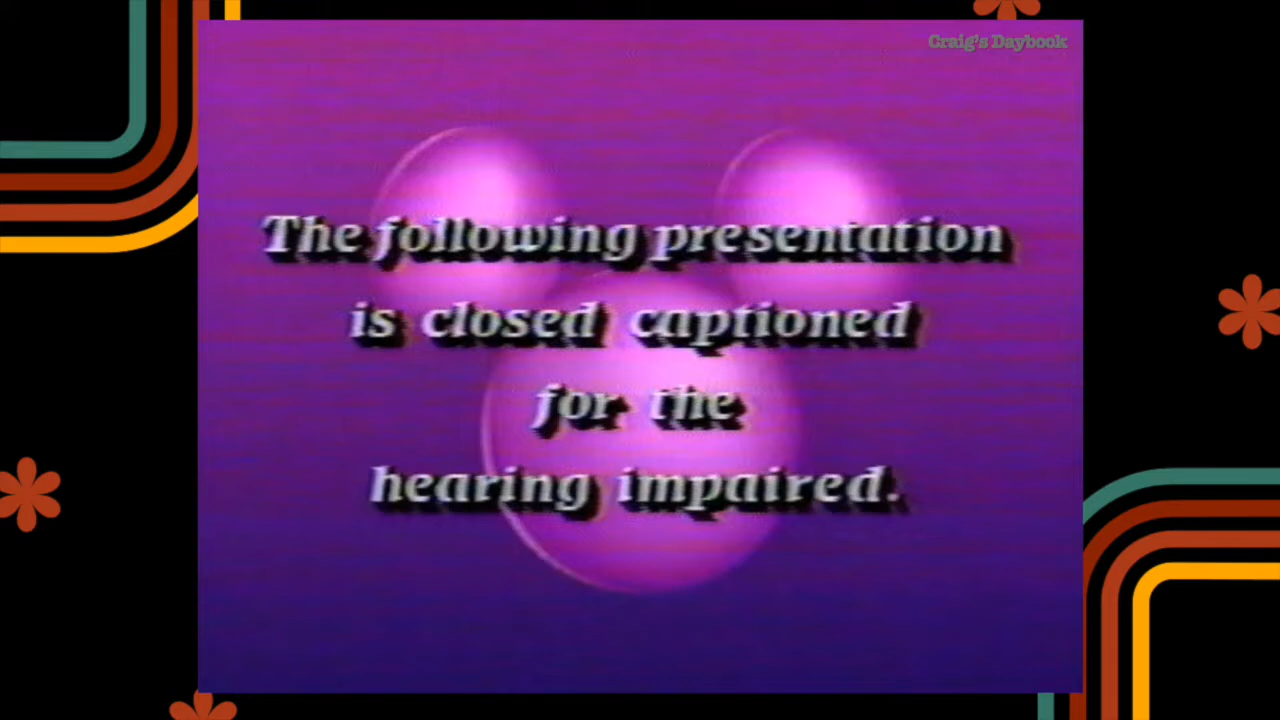 Craig's Daybook
The following presentation
is closed captioned
for the
hearing impaired.